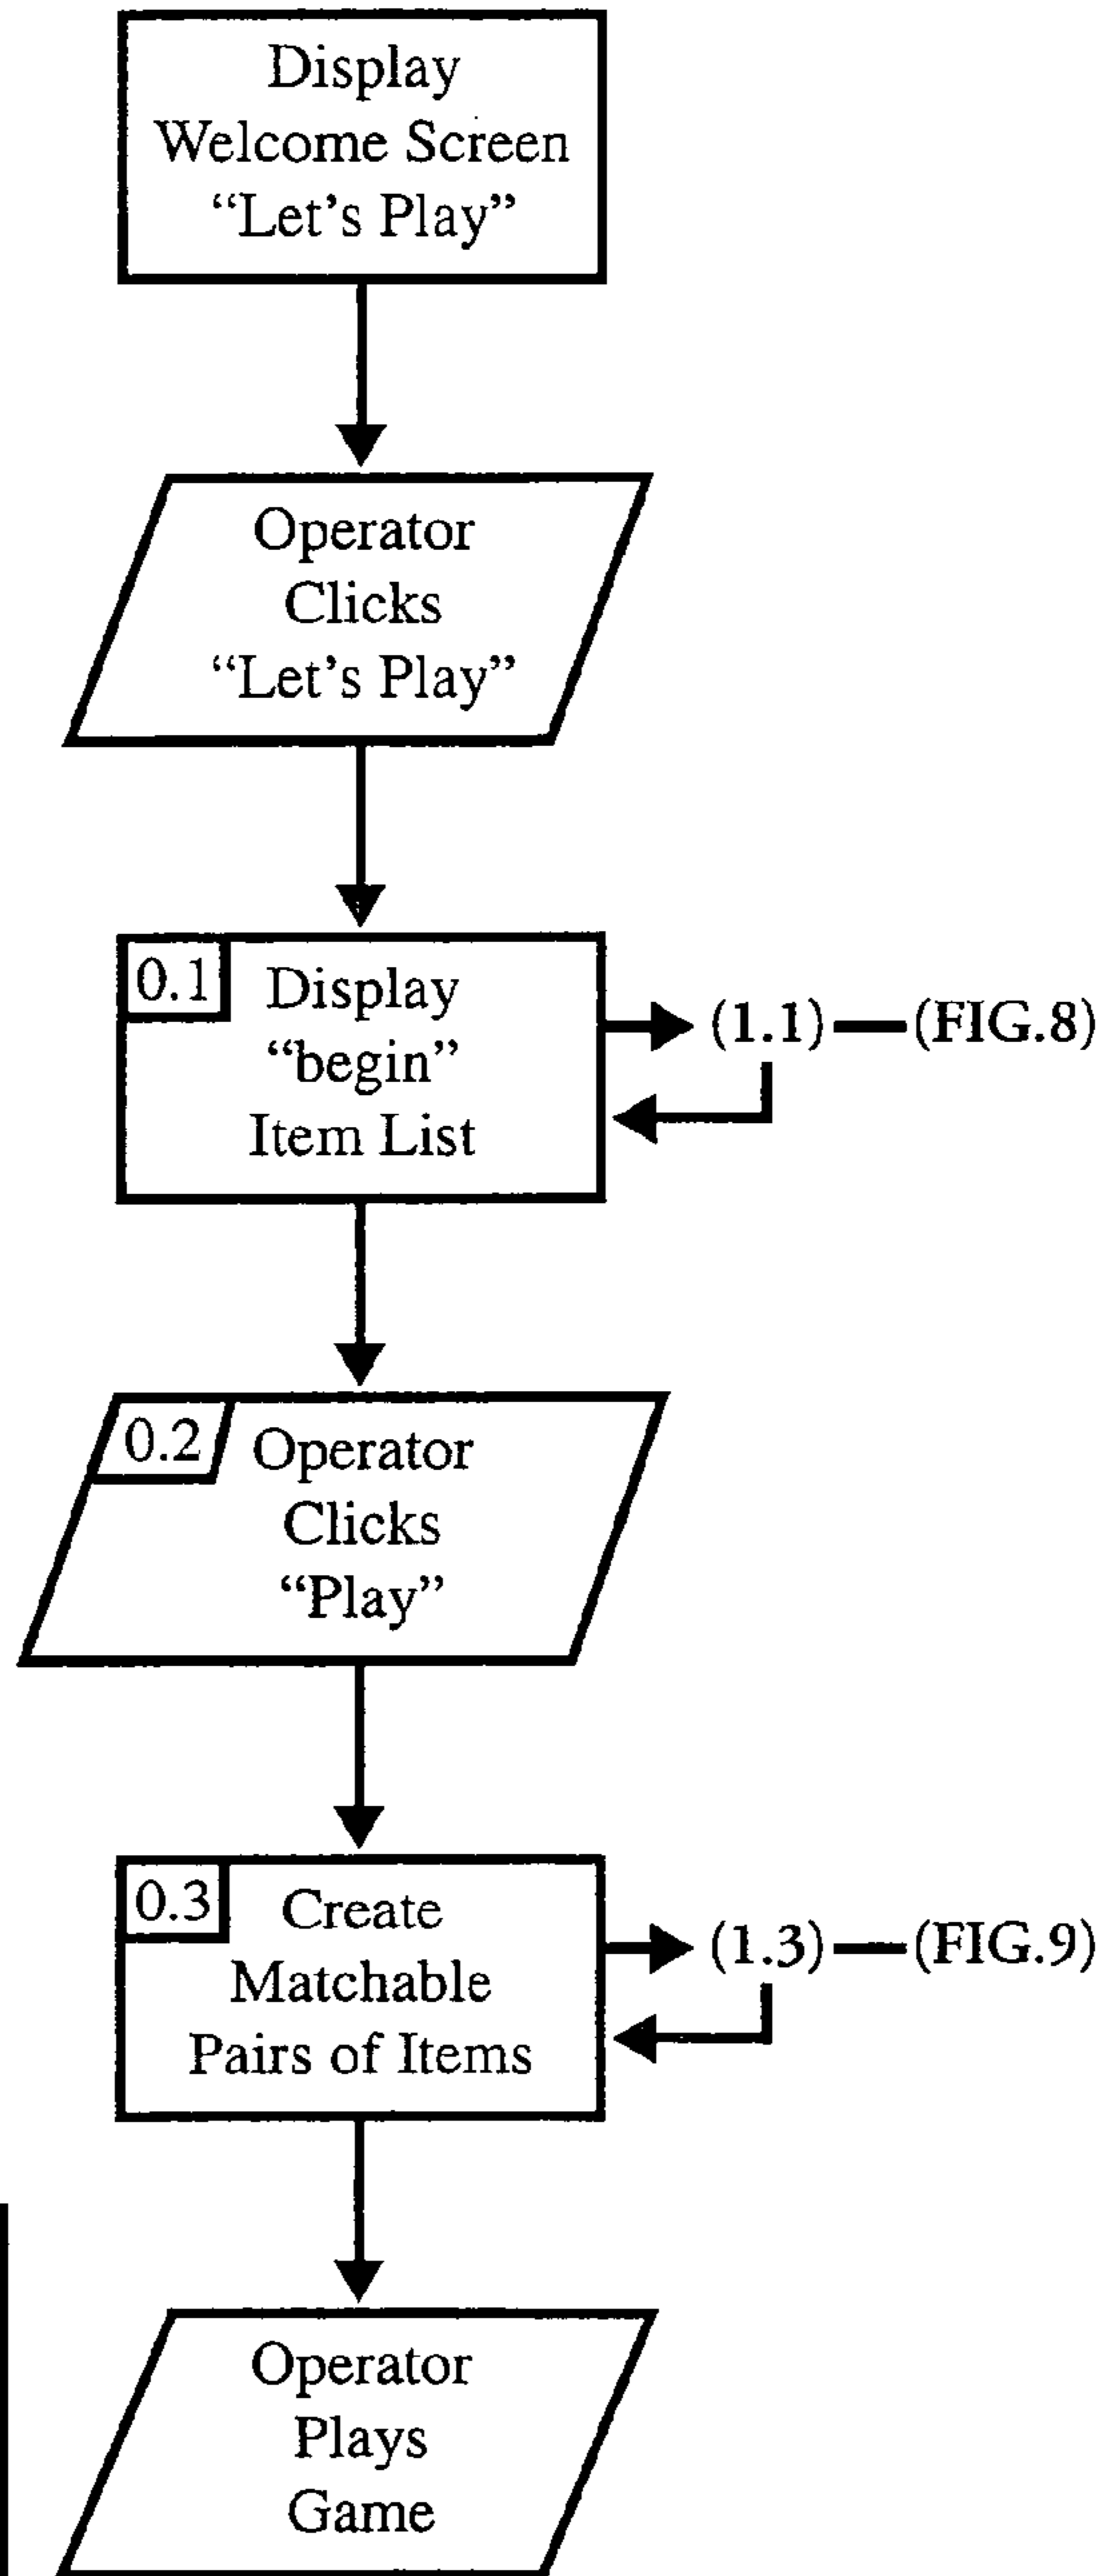 Display
Welcome Screen
“Let’s Play”
Operator
Clicks
“Let’s Play”
0.1
Display
“begin”
Item List
(1.1) — (FIG.8)
0.2
Operator
Clicks
“Play”
0.3
Create
Matchable
Pairs of Items
(1.3) — (FIG.9)
Operator
Plays
Game